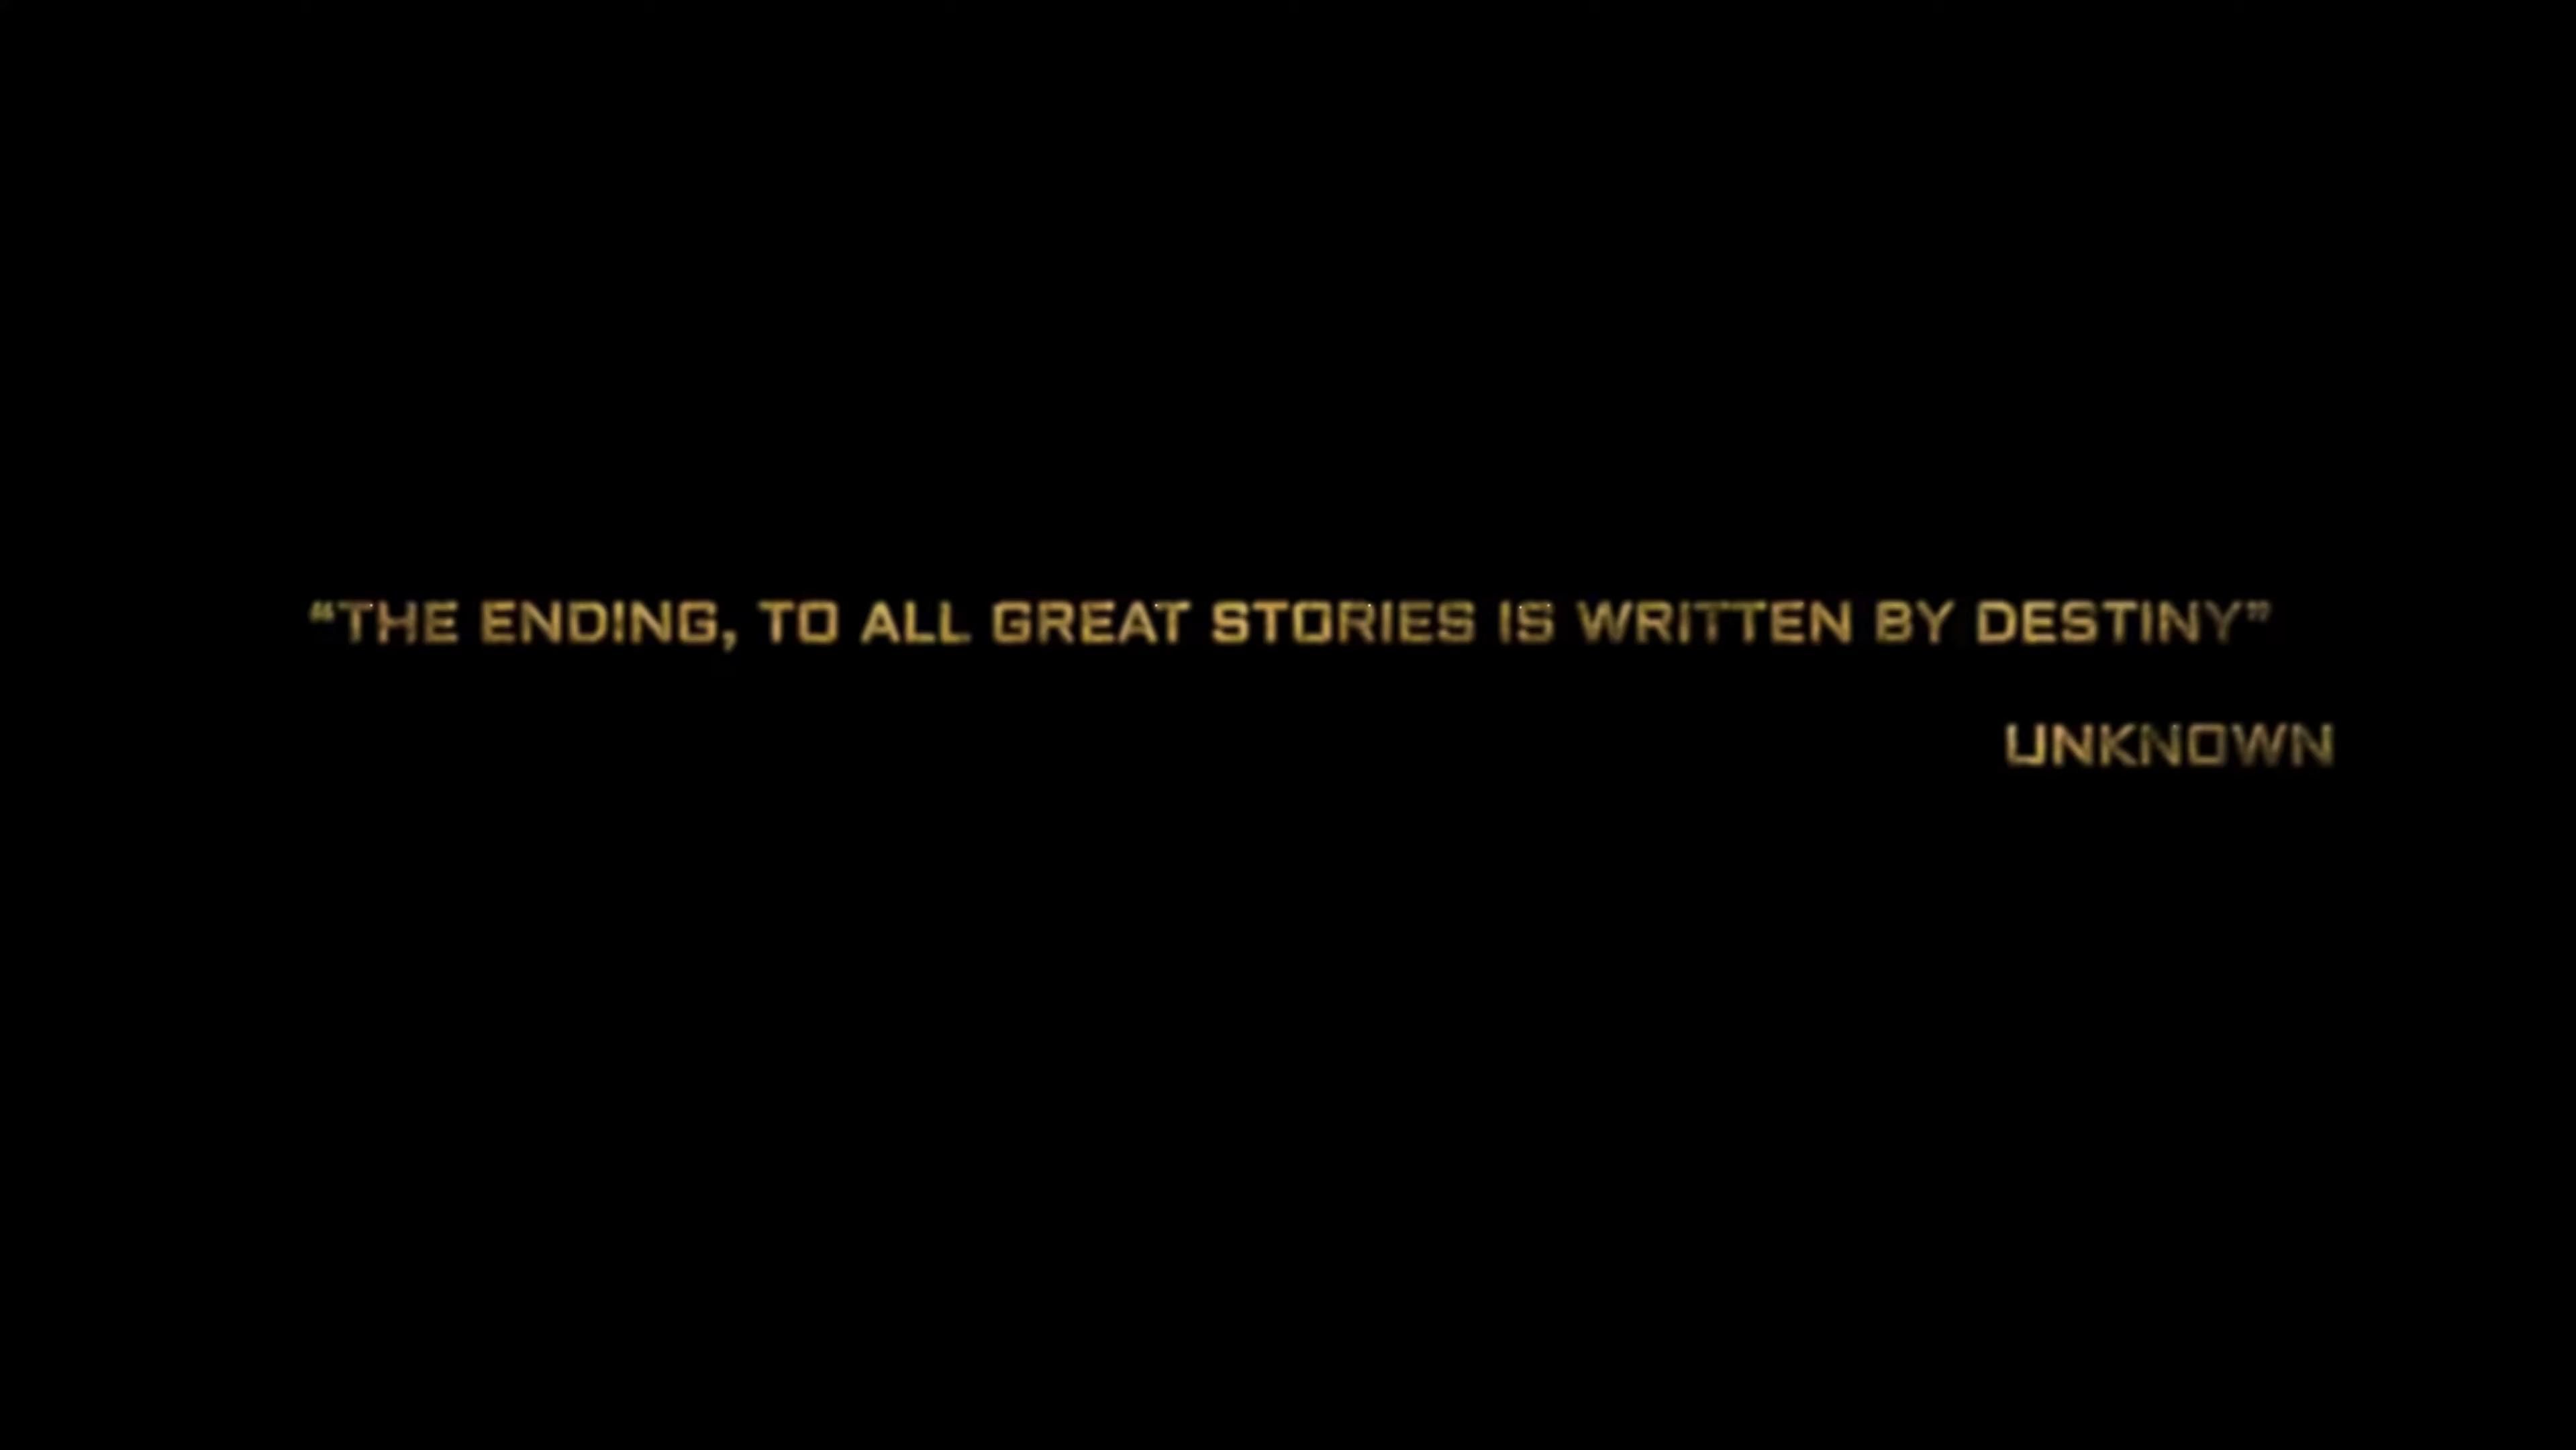 “THE ENDING, TO ALL GREAT STORIES IS WRITTEN BY DESTINY”
UNKNOWN